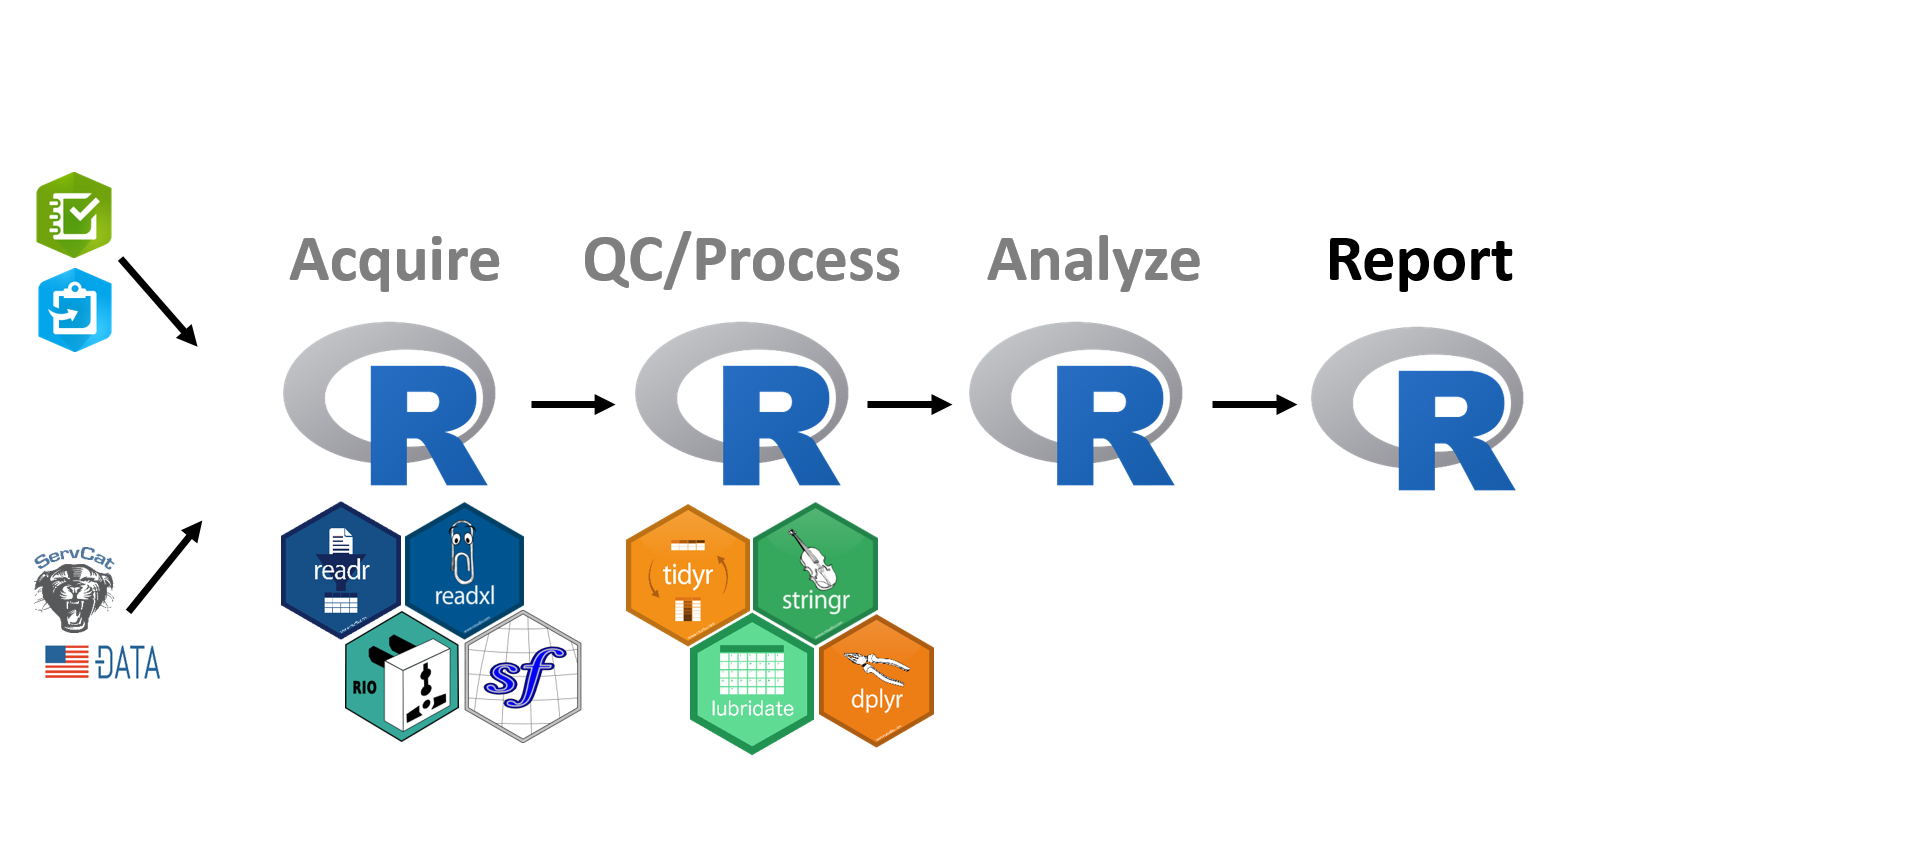 Acquire
QC/Process
Analyze
Report
R
R
R
R
ServCat
DATA
readr
readxl
RIO
sf
tidyr
stringr
lubridate
dplyr